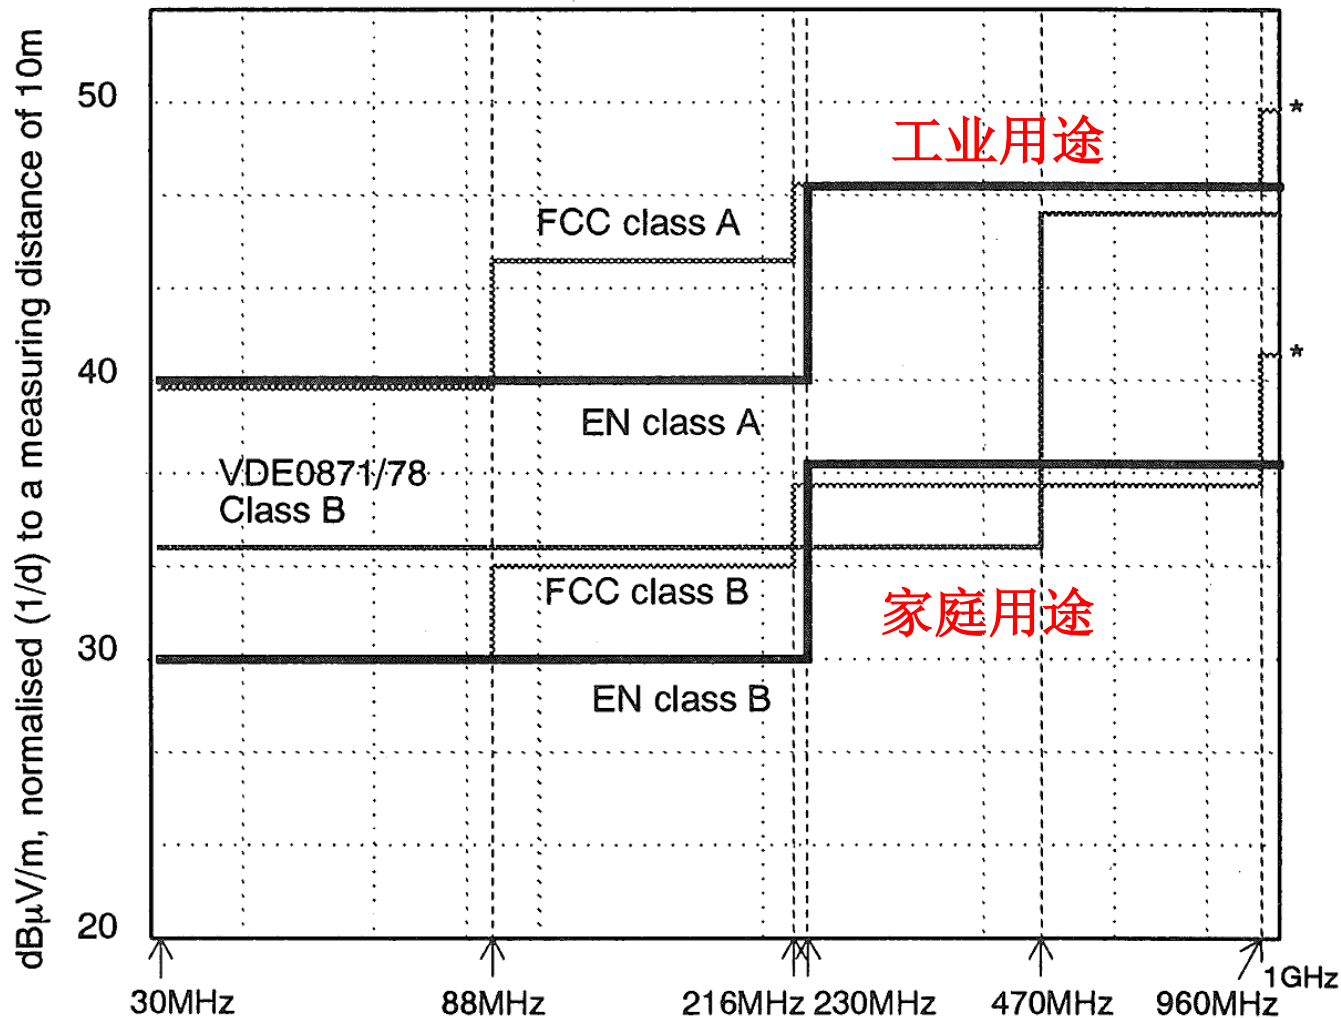 dBµV/m, normalised (1/d) to a measuring distance of 10m
50
工业用途
*
FCC class A
40
*
EN class A
VDE0871/78
Class B
FCC class B
家庭用途
30
EN class B
20
30MHz
88MHz
216MHz
230MHz
470MHz
960MHz
1GHz